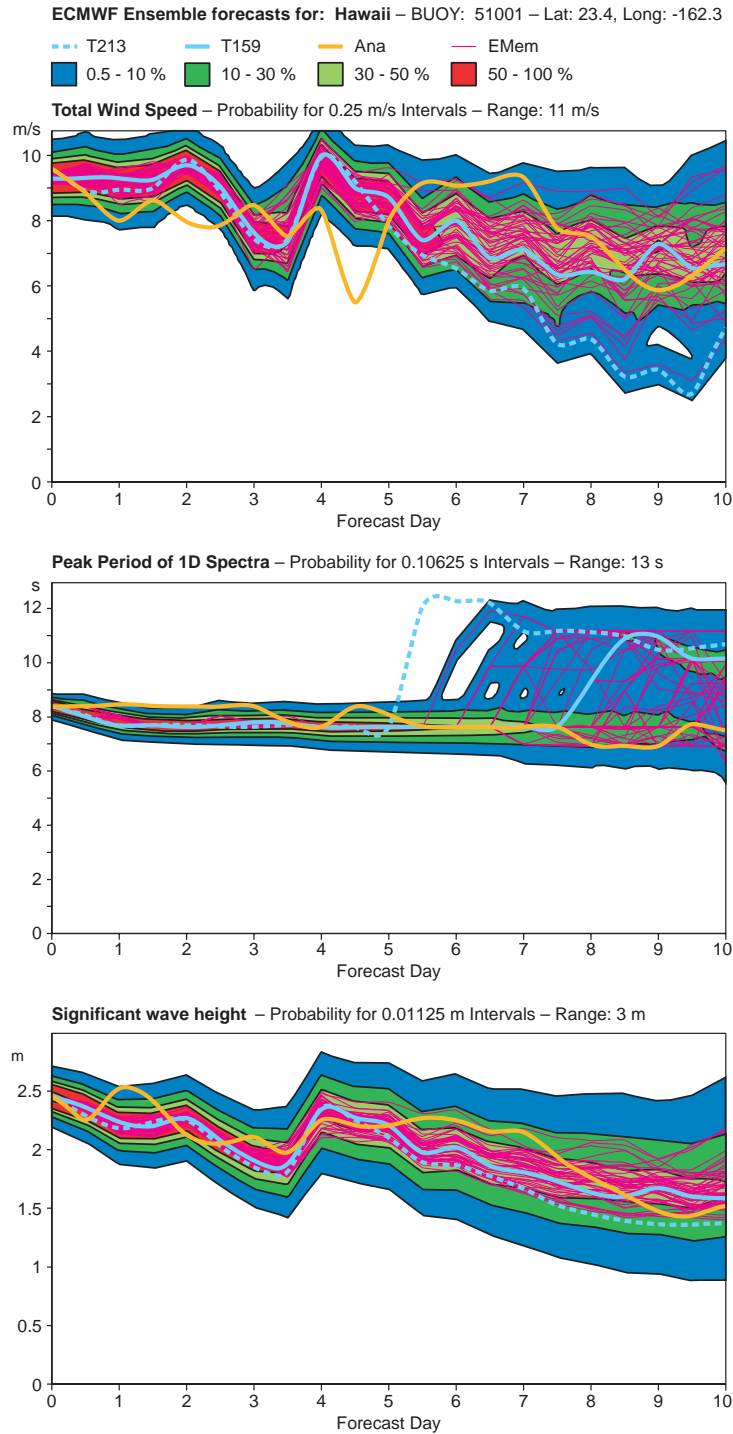 ECMWF Ensemble forecasts for: Hawaii – BUOY: 51001 – Lat: 23.4, Long: -162.3
T213 T159 Ana EMem
0.5 - 10 % 10 - 30 % 30 - 50 % 50 - 100 %
Total Wind Speed – Probability for 0.25 m/s Intervals – Range: 11 m/s
m/s
10
8
6
4
2
0
0 1 2 3 4 5 6 7 8 9 10
Forecast Day
Peak Period of 1D Spectra – Probability for 0.10625 s Intervals – Range: 13 s
s
12
10
8
6
4
2
0
0 1 2 3 4 5 6 7 8 9 10
Forecast Day
Significant wave height – Probability for 0.01125 m Intervals – Range: 3 m
m
2.5
2
1.5
1
0.5
0
0 1 2 3 4 5 6 7 8 9 10
Forecast Day